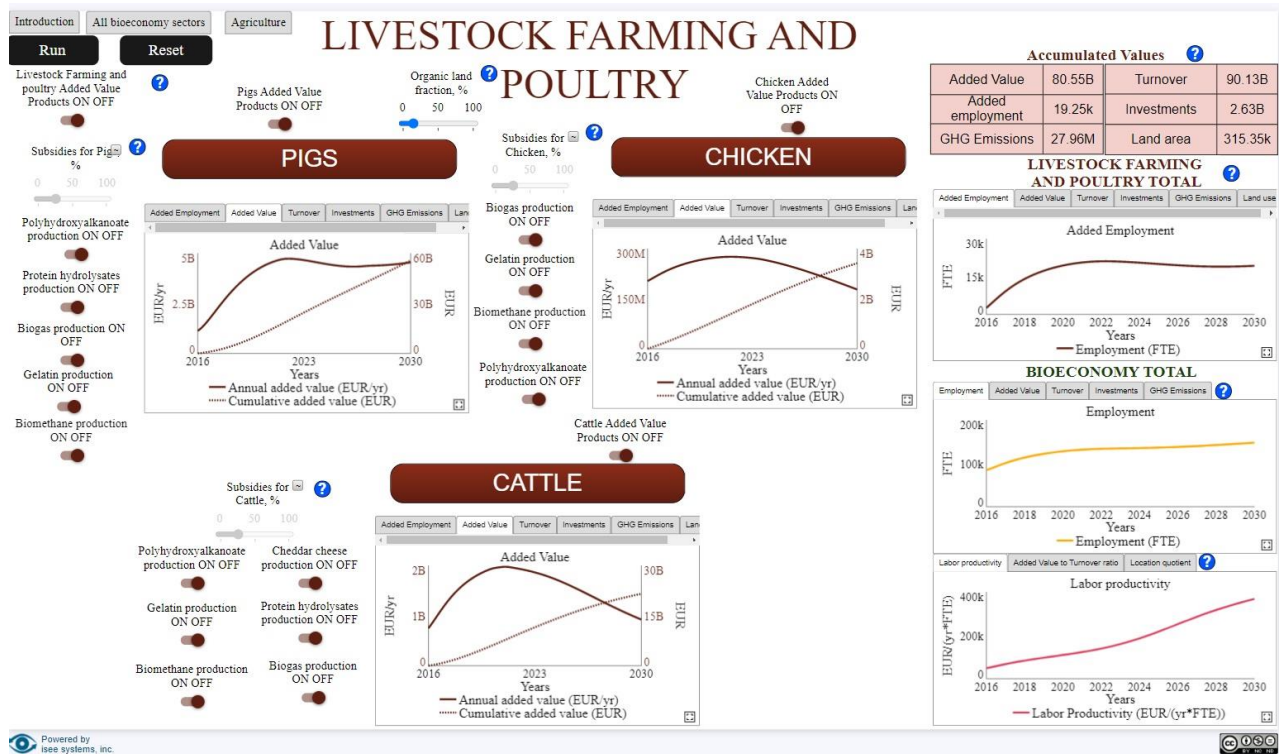 Introduction
All bioeconomy sectors
Agriculture
Run
Reset
LIVESTOCK FARMING AND
POULTRY
Livestock Farming and
poultry Added Value
Products ON OFF
?
Pigs Added Value
Products ON OFF
Organic land
fraction, %
?
0 50 100
Chicken Added
Value Products ON
OFF
Subsidies for Pigs,
%
?
0 50 100
PIGS
Subsidies for ~
Chicken, %
?
0 50 100
CHICKEN
Polyhydroxyalkanoate
production ON OFF
Protein hydrolysates
production ON OFF
Biogas production ON
OFF
Gelatin production
ON OFF
Biomethane production
ON OFF
Added Employment Added Value Turnover Investments GHG Emissions Lan
Added Value
5B
2.5B
0
EUR/yr
60B
30B
0
EUR
2016 2023 2030
Years
Annual added value (EUR/yr)
Cumulative added value (EUR)
Biogas production
ON OFF
Gelatin production
ON OFF
Biomethane production
ON OFF
Polyhydroxyalkanoate
production ON OFF
Added Employment Added Value Turnover Investments GHG Emissions Lan
Added Value
300M
150M
0
EUR/yr
4B
2B
0
EUR
2016 2023 2030
Years
Annual added value (EUR/yr)
Cumulative added value (EUR)
Cattle Added Value
Products ON OFF
CATTLE
Subsidies for ~
Cattle, %
?
0 50 100
Polyhydroxyalkanoate
production ON OFF
Cheddar cheese
production ON OFF
Gelatin production
ON OFF
Protein hydrolysates
production ON OFF
Biomethane production
ON OFF
Biogas production
ON OFF
Added Employment Added Value Turnover Investments GHG Emissions Lan
Added Value
2B
1B
0
EUR/yr
30B
15B
0
EUR
2016 2023 2030
Years
Annual added value (EUR/yr)
Cumulative added value (EUR)
Accumulated Values ?
Added Value 80.55B Turnover 90.13B
Added
employment 19.25k Investments 2.63B
GHG Emissions 27.96M Land area 315.35k
LIVESTOCK FARMING
AND POULTRY TOTAL
?
Added Employment Added Value Turnover Investments GHG Emissions Land use
Added Employment
30k
15k
0
FTE
2016 2018 2020 2022 2024 2026 2028 2030
Years
Employment (FTE)
BIOECONOMY TOTAL
Employment Added Value Turnover Investments GHG Emissions ?
Employment
200k
100k
0
FTE
2016 2018 2020 2022 2024 2026 2028 2030
Years
Employment (FTE)
Labor productivity Added Value to Turnover ratio Location quotient ?
Labor productivity
400k
200k
0
EUR/(yr*FTE)
2016 2018 2020 2022 2024 2026 2028 2030
Years
Labor Productivity (EUR/(yr*FTE))
Powered by
isee systems, inc.
cc
BY NC ND